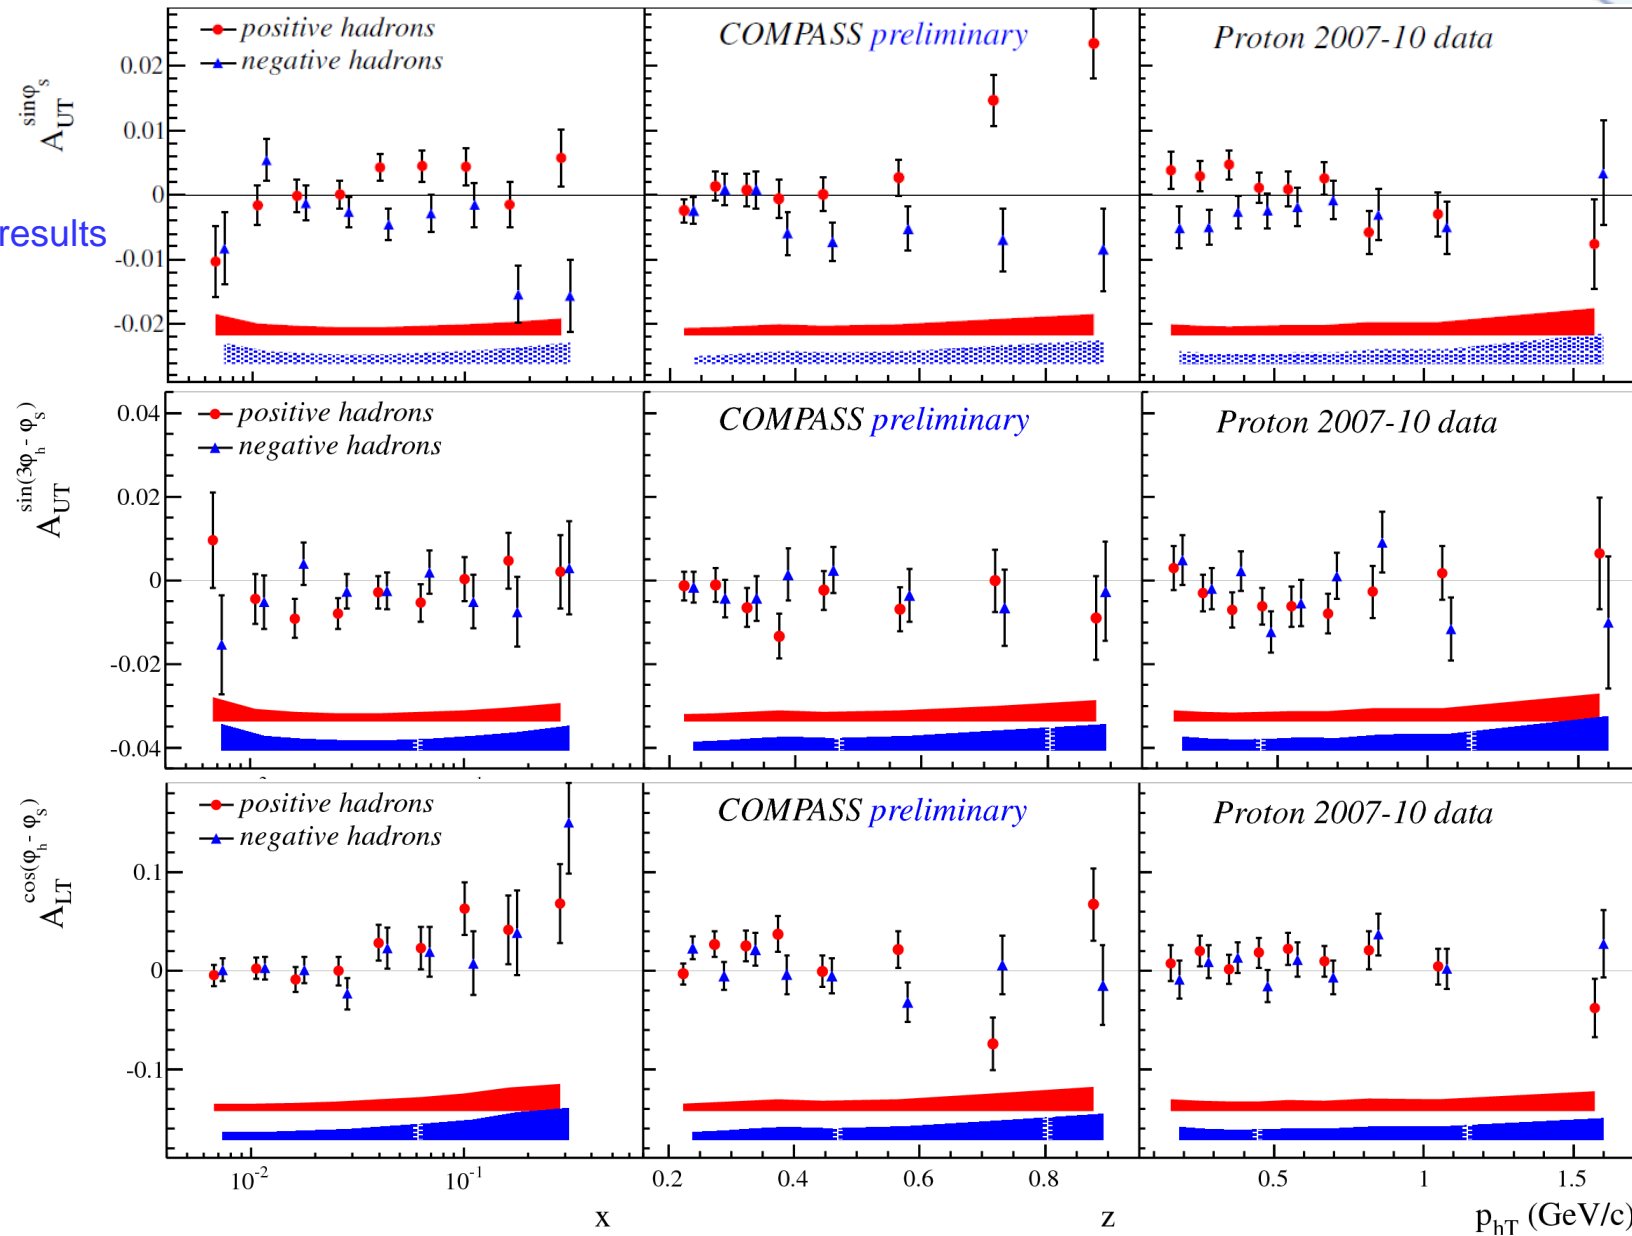 positive hadrons
negative hadrons
COMPASS preliminary
Proton 2007-10 data
A_UT^sinφ_s
0.02
0.01
0
-0.01
-0.02
results
positive hadrons
negative hadrons
COMPASS preliminary
Proton 2007-10 data
A_UT^sin(3φ_h - φ_S)
0.04
0.02
0
-0.02
-0.04
positive hadrons
negative hadrons
COMPASS preliminary
Proton 2007-10 data
A_LT^cos(φ_h - φ_S)
0.1
0
-0.1
10^-2 10^-1
0.2 0.4 0.6 0.8
0.5 1 1.5
x
z
p_hT (GeV/c)